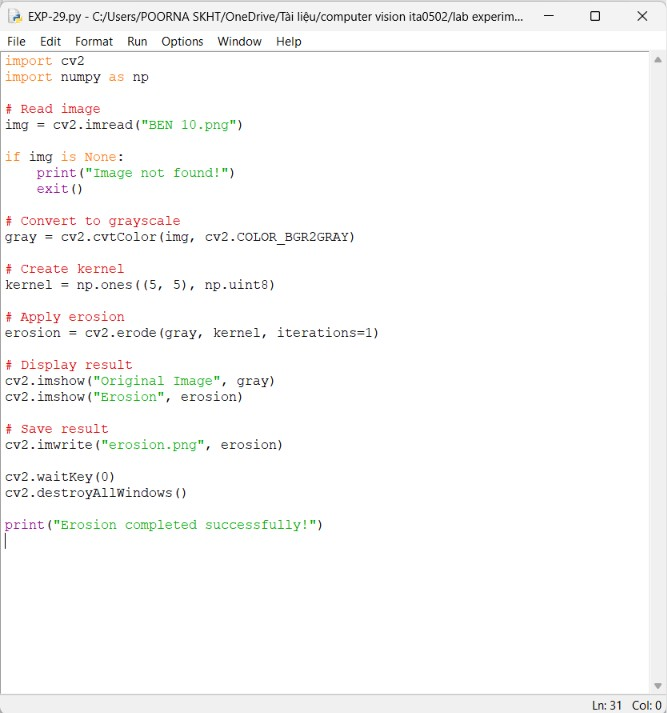 EXP-29.py - C:/Users/POORNA SKHT/OneDrive/Tài liệu/computer vision ita0502/lab experim...
File Edit Format Run Options Window Help
import cv2
import numpy as np

# Read image
img = cv2.imread("BEN 10.png")

if img is None:
    print("Image not found!")
    exit()

# Convert to grayscale
gray = cv2.cvtColor(img, cv2.COLOR_BGR2GRAY)

# Create kernel
kernel = np.ones((5, 5), np.uint8)

# Apply erosion
erosion = cv2.erode(gray, kernel, iterations=1)

# Display result
cv2.imshow("Original Image", gray)
cv2.imshow("Erosion", erosion)

# Save result
cv2.imwrite("erosion.png", erosion)

cv2.waitKey(0)
cv2.destroyAllWindows()

print("Erosion completed successfully!")
Ln: 31 Col: 0